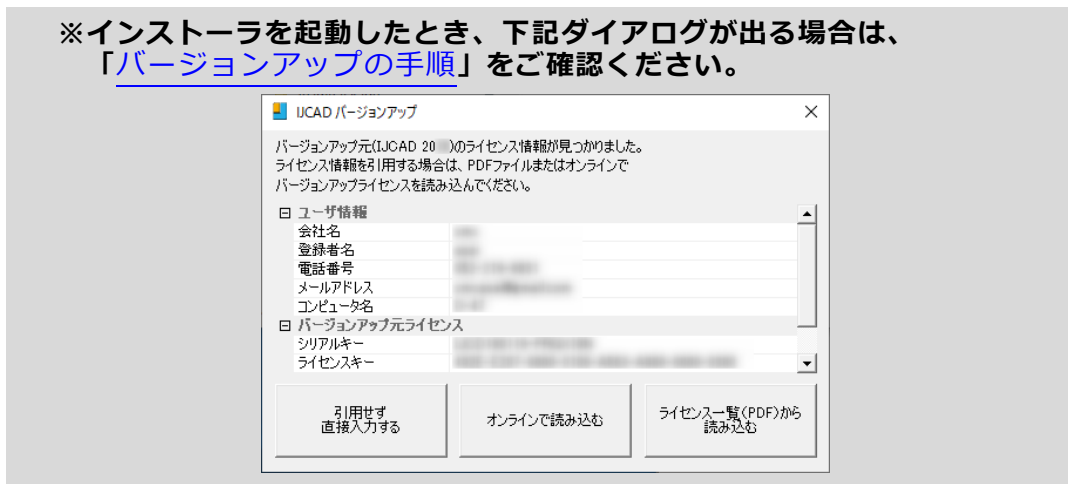 ※インストーラを起動したとき、下記ダイアログが出る場合は、
「バージョンアップの手順」をご確認ください。
IJCAD バージョンアップ
バージョンアップ元(IJCAD 20 )のライセンス情報が見つかりました。
ライセンス情報を引用する場合は、PDFファイルまたはオンラインで
バージョンアップライセンスを読み込んでください。
ユーザ情報
会社名
登録者名
電話番号
メールアドレス
コンピュータ名
バージョンアップ元ライセンス
シリアルキー
ライセンスキー
引用せず
直接入力する
オンラインで読み込む
ライセンス一覧(PDF)から
読み込む